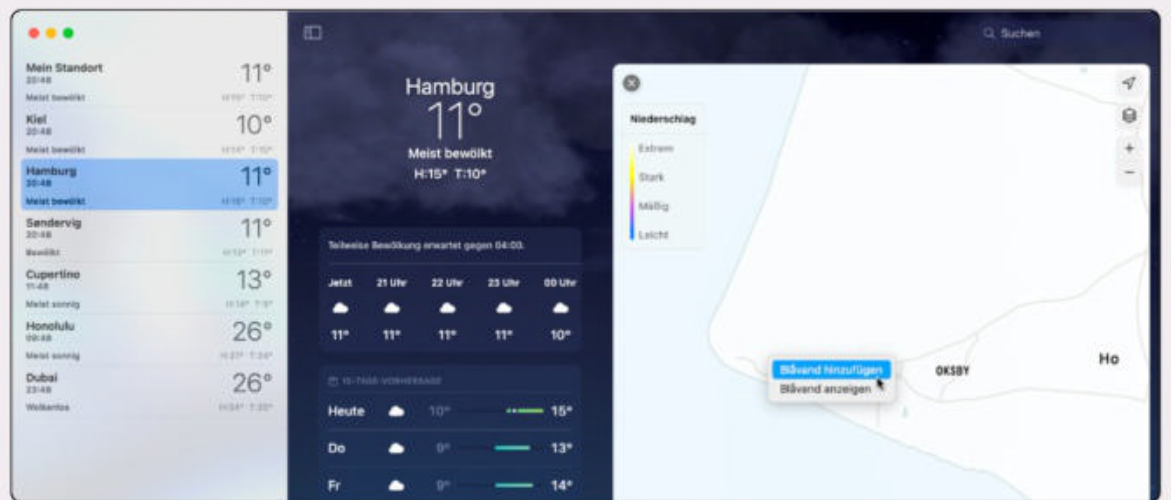 Mein Standort
20:48
11°
Meist bewölkt
Kiel
20:48
10°
Meist bewölkt
Hamburg
20:48
11°
Meist bewölkt
Søndervig
20:48
11°
Bewölkt
Cupertino
11:48
13°
Meist sonnig
Honolulu
09:48
26°
Meist sonnig
Dubai
23:48
26°
Wolkenlos
Suchen
Hamburg
11°
Meist bewölkt
H:15° T:10°
Teilweise Bewölkung erwartet gegen 04:00.
Jetzt 21 Uhr 22 Uhr 23 Uhr 00 Uhr
11° 11° 11° 11° 10°
10-TAGE-VORHERSAGE
Heute 10° 15°
Do 9° 13°
Fr 9° 14°
Niederschlag
Extrem
Stark
Mäßig
Leicht
+
−
Blåvand hinzufügen
Blåvand anzeigen
OKSBY
Ho